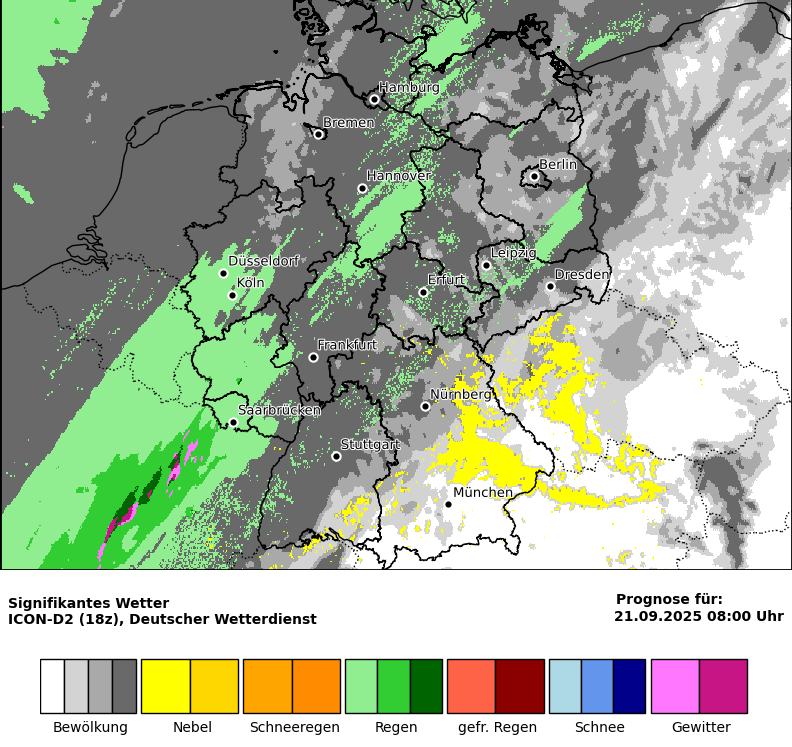 Hamburg
Bremen
Berlin
Hannover
Düsseldorf
Leipzig
Köln
Erfurt
Dresden
Frankfurt
Nürnberg
Saarbrücken
Stuttgart
München
Signifikantes Wetter
ICON-D2 (18z), Deutscher Wetterdienst
Prognose für:
21.09.2025 08:00 Uhr
Bewölkung Nebel Schneeregen Regen gefr. Regen Schnee Gewitter